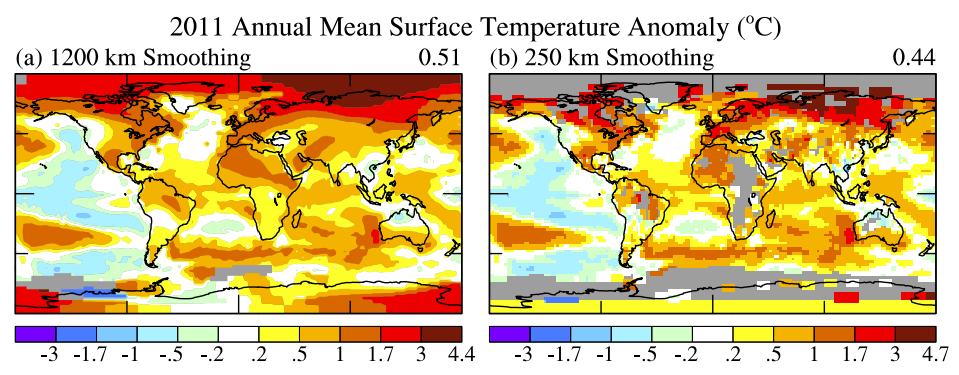 2011 Annual Mean Surface Temperature Anomaly (°C)
(a) 1200 km Smoothing 0.51
(b) 250 km Smoothing 0.44
-3 -1.7 -1 -.5 -.2 .2 .5 1 1.7 3 4.4
-3 -1.7 -1 -.5 -.2 .2 .5 1 1.7 3 4.7